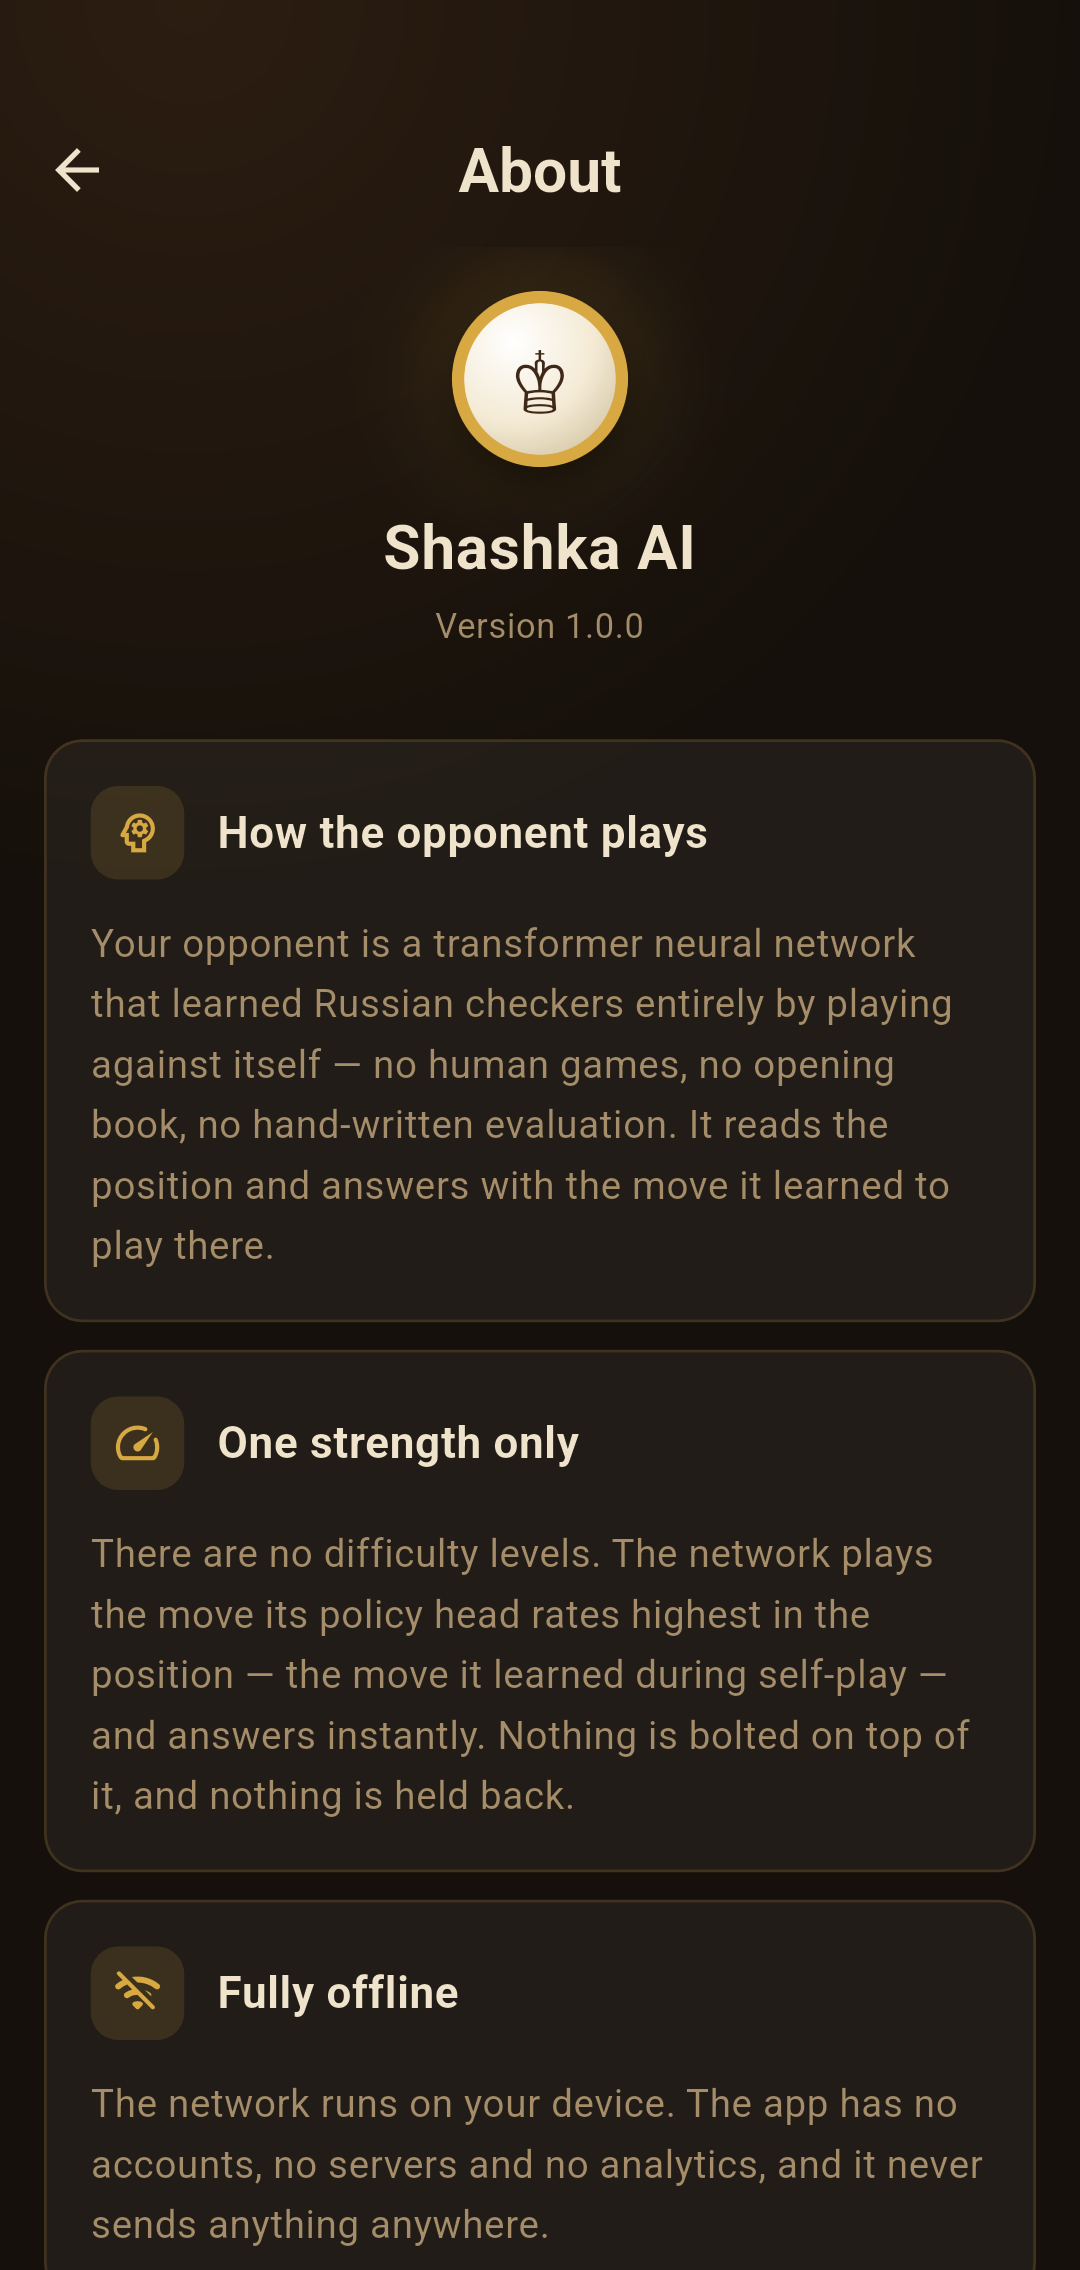 About
Shashka AI
Version 1.0.0
How the opponent plays
Your opponent is a transformer neural network
that learned Russian checkers entirely by playing
against itself — no human games, no opening
book, no hand-written evaluation. It reads the
position and answers with the move it learned to
play there.
One strength only
There are no difficulty levels. The network plays
the move its policy head rates highest in the
position — the move it learned during self-play —
and answers instantly. Nothing is bolted on top of
it, and nothing is held back.
Fully offline
The network runs on your device. The app has no
accounts, no servers and no analytics, and it never
sends anything anywhere.